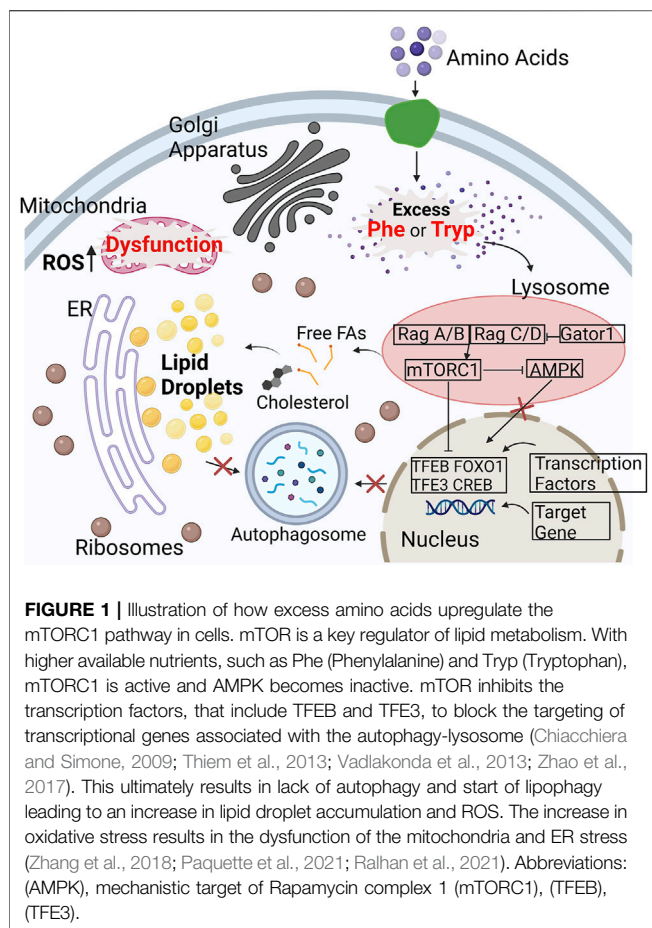 Amino Acids
Golgi
Apparatus
Mitochondria
Excess
Phe or Tryp
Dysfunction
ROS
Lysosome
ER
Rag A/B Rag C/D Gator1
Free FAs
mTORC1 AMPK
Lipid
Droplets
Cholesterol
TFEB FOXO1
TFE3 CREB
Transcription
Factors
Autophagosome
Target
Gene
Ribosomes
Nucleus
FIGURE 1 | Illustration of how excess amino acids upregulate the
mTORC1 pathway in cells. mTOR is a key regulator of lipid metabolism. With
higher available nutrients, such as Phe (Phenylalanine) and Tryp (Tryptophan),
mTORC1 is active and AMPK becomes inactive. mTOR inhibits the
transcription factors, that include TFEB and TFE3, to block the targeting of
transcriptional genes associated with the autophagy-lysosome (Chiacchiera
and Simone, 2009; Thiem et al., 2013; Vadlakonda et al., 2013; Zhao et al.,
2017). This ultimately results in lack of autophagy and start of lipophagy
leading to an increase in lipid droplet accumulation and ROS. The increase in
oxidative stress results in the dysfunction of the mitochondria and ER stress
(Zhang et al., 2018; Paquette et al., 2021; Ralhan et al., 2021). Abbreviations:
(AMPK), mechanistic target of Rapamycin complex 1 (mTORC1), (TFEB),
(TFE3).